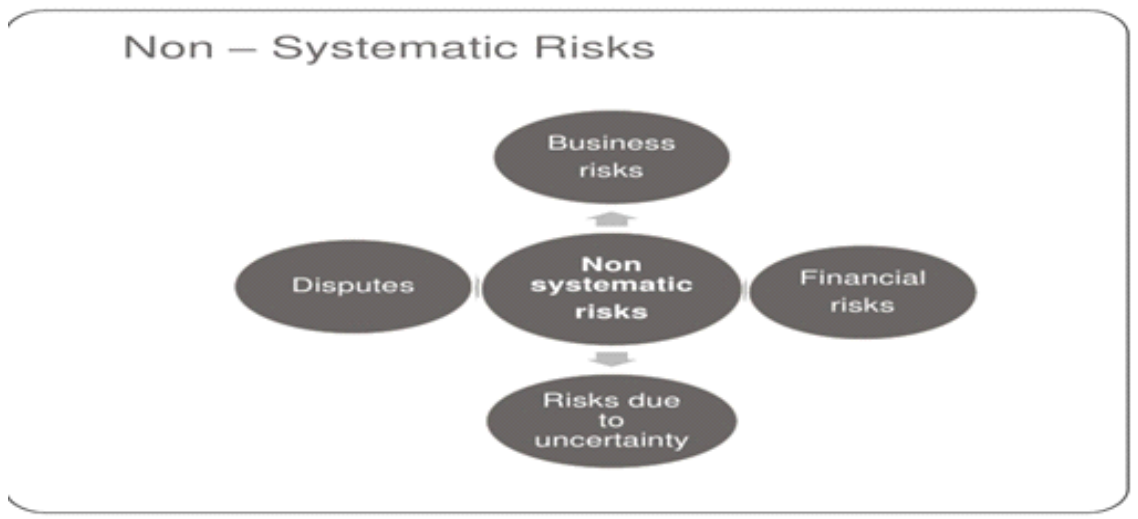 Non – Systematic Risks
Business
risks
Disputes
Non
systematic
risks
Financial
risks
Risks due
to
uncertainty